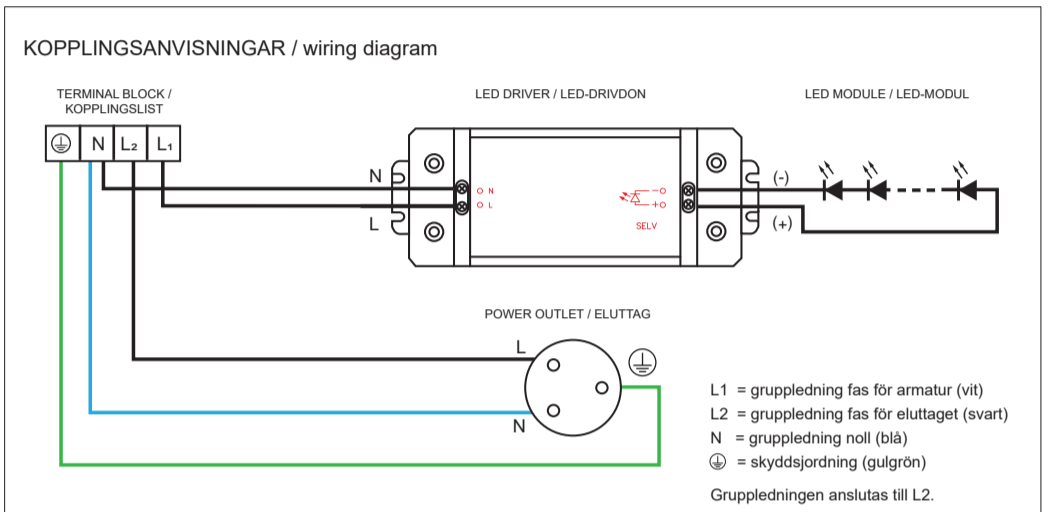 KOPPLINGSANVISNINGAR / wiring diagram
TERMINAL BLOCK /
KOPPLINGSLIST
LED DRIVER / LED-DRIVDON
LED MODULE / LED-MODUL
N L₂ L₁
N
L
O N
O L
-O
+O
SELV
(-)
(+)
POWER OUTLET / ELUTTAG
L
N
L1 = gruppledning fas för armatur (vit)
L2 = gruppledning fas för eluttaget (svart)
N = gruppledning noll (blå)
⏚ = skyddsjordning (gulgrön)
Gruppledningen anslutas till L2.